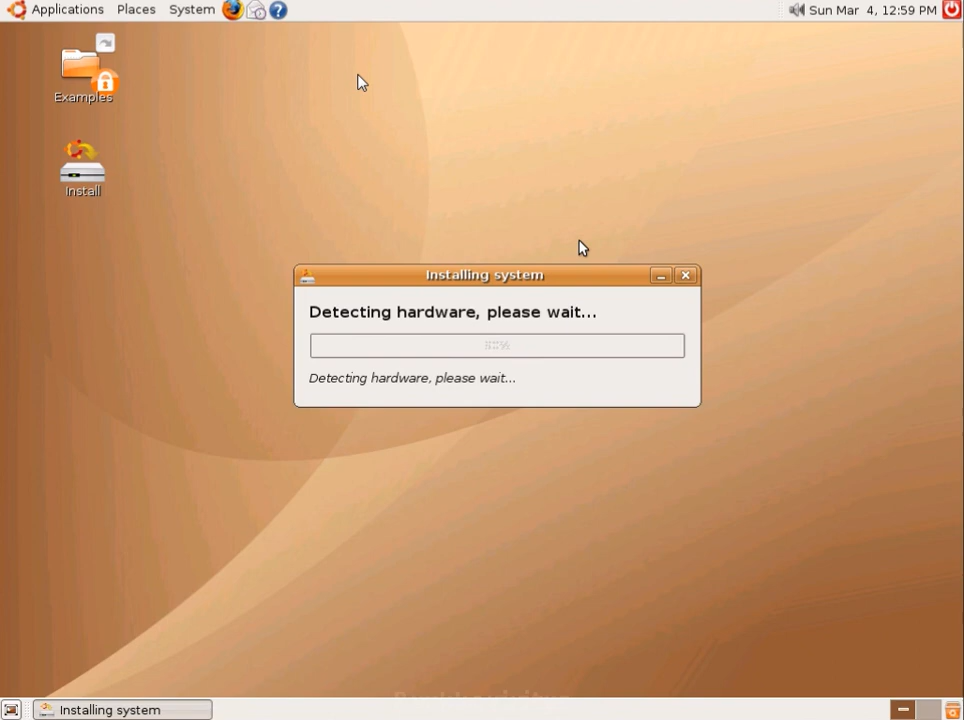 Applications Places System
Sun Mar 4, 12:59 PM
Examples
Install
Installing system
Detecting hardware, please wait...
Detecting hardware, please wait...
Installing system